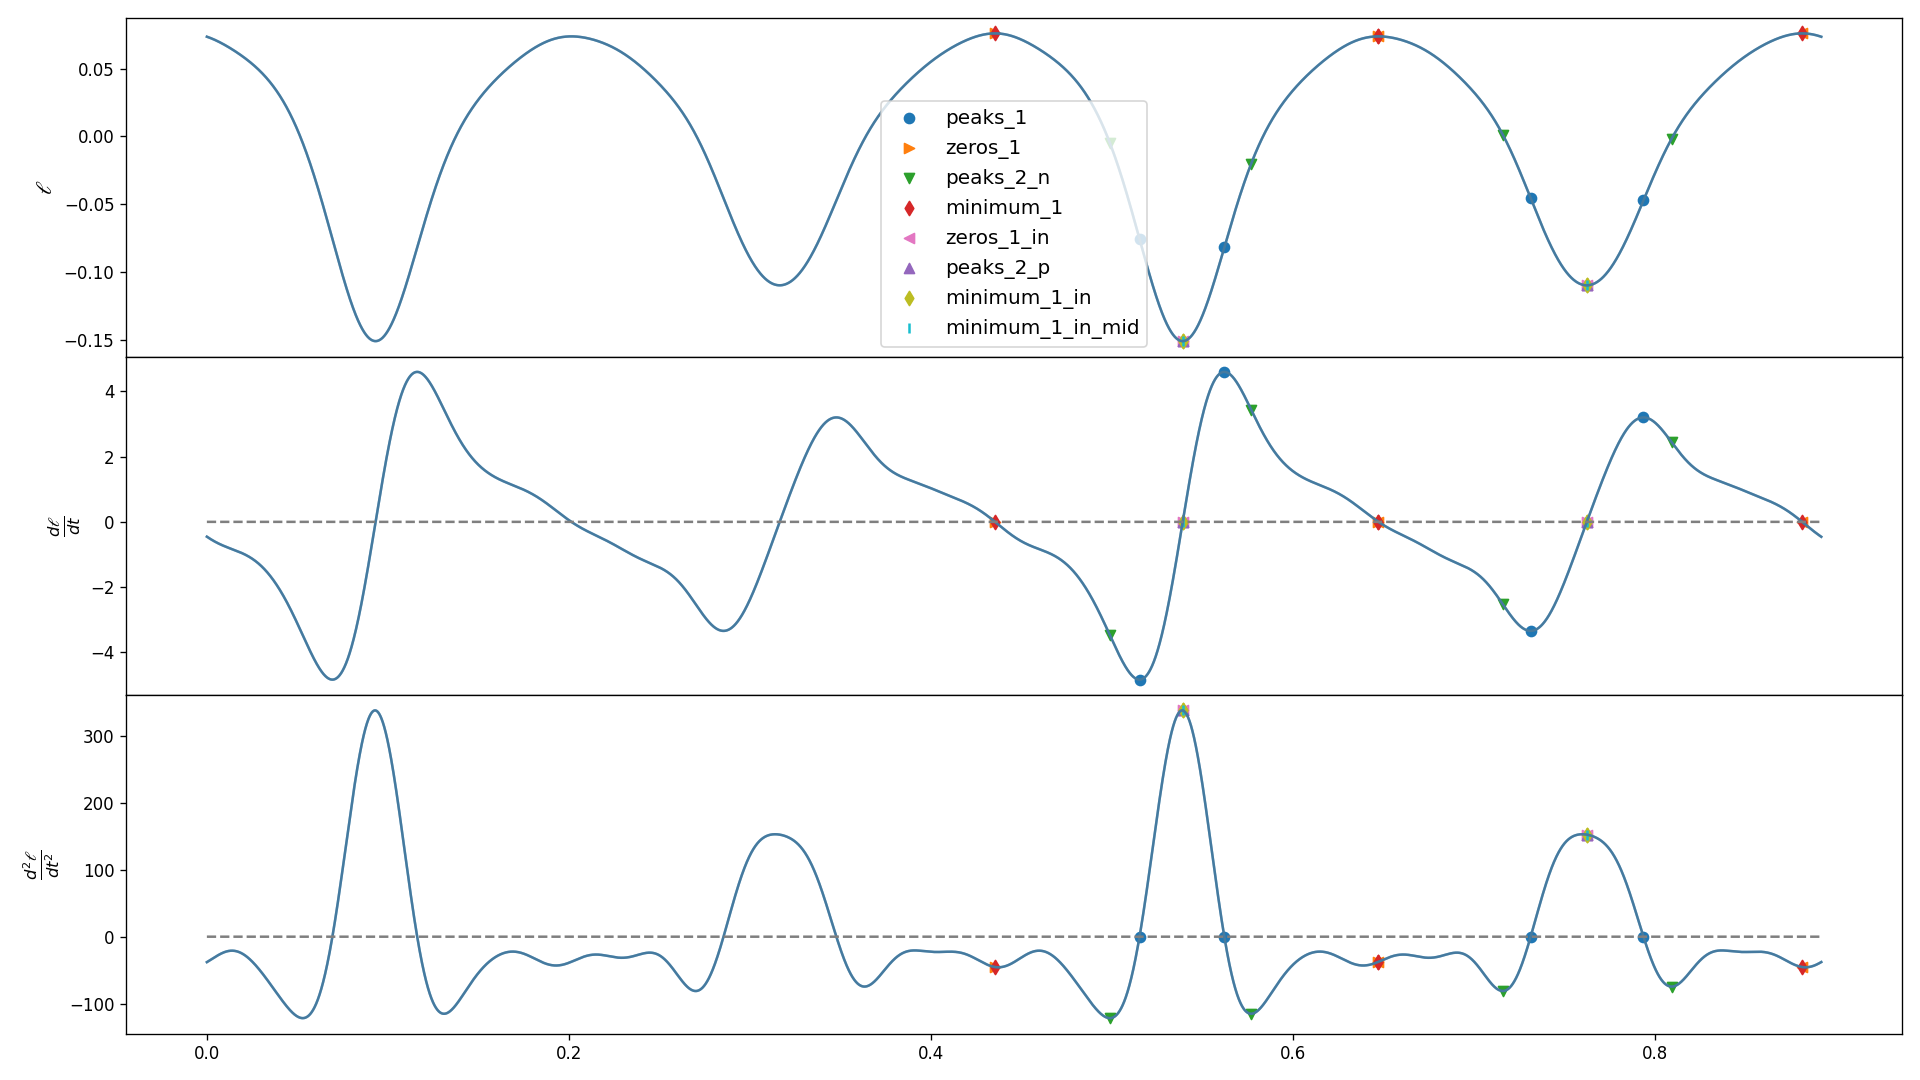 0.05
0.00
−0.05
−0.10
−0.15
ℓ
peaks_1
zeros_1
peaks_2_n
minimum_1
zeros_1_in
peaks_2_p
minimum_1_in
minimum_1_in_mid
4
2
0
−2
−4
dℓ
dt
300
200
100
0
−100
d²ℓ
dt²
0.0 0.2 0.4 0.6 0.8